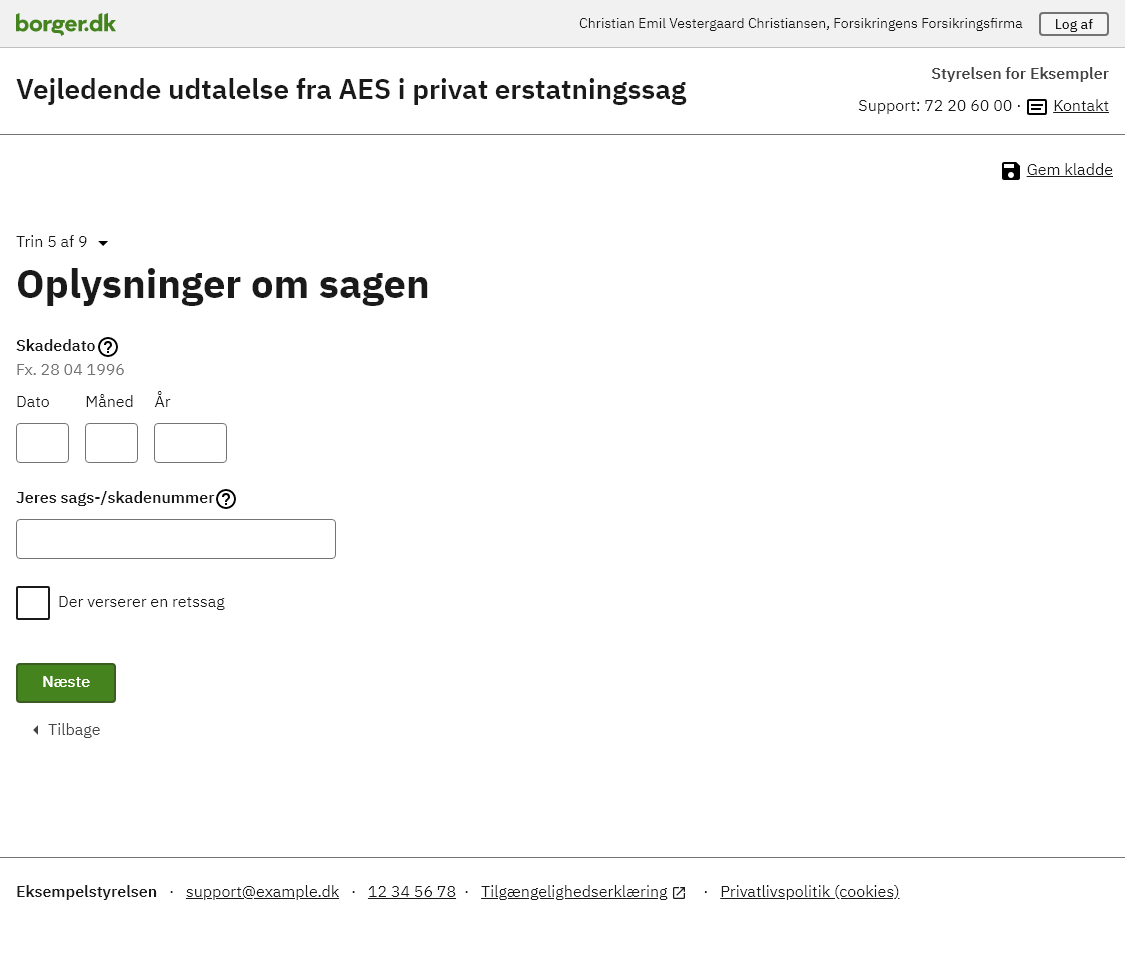 borger.dk
Christian Emil Vestergaard Christiansen, Forsikringens Forsikringsfirma
Log af
Vejledende udtalelse fra AES i privat erstatningssag
Styrelsen for Eksempler
Support: 72 20 60 00 · Kontakt
Gem kladde
Trin 5 af 9
Oplysninger om sagen
Skadedato ?
Fx. 28 04 1996
Dato Måned År
Jeres sags-/skadenummer ?
Der verserer en retssag
Næste
Tilbage
Eksempelstyrelsen · support@example.dk · 12 34 56 78 · Tilgængelighedserklæring · Privatlivspolitik (cookies)